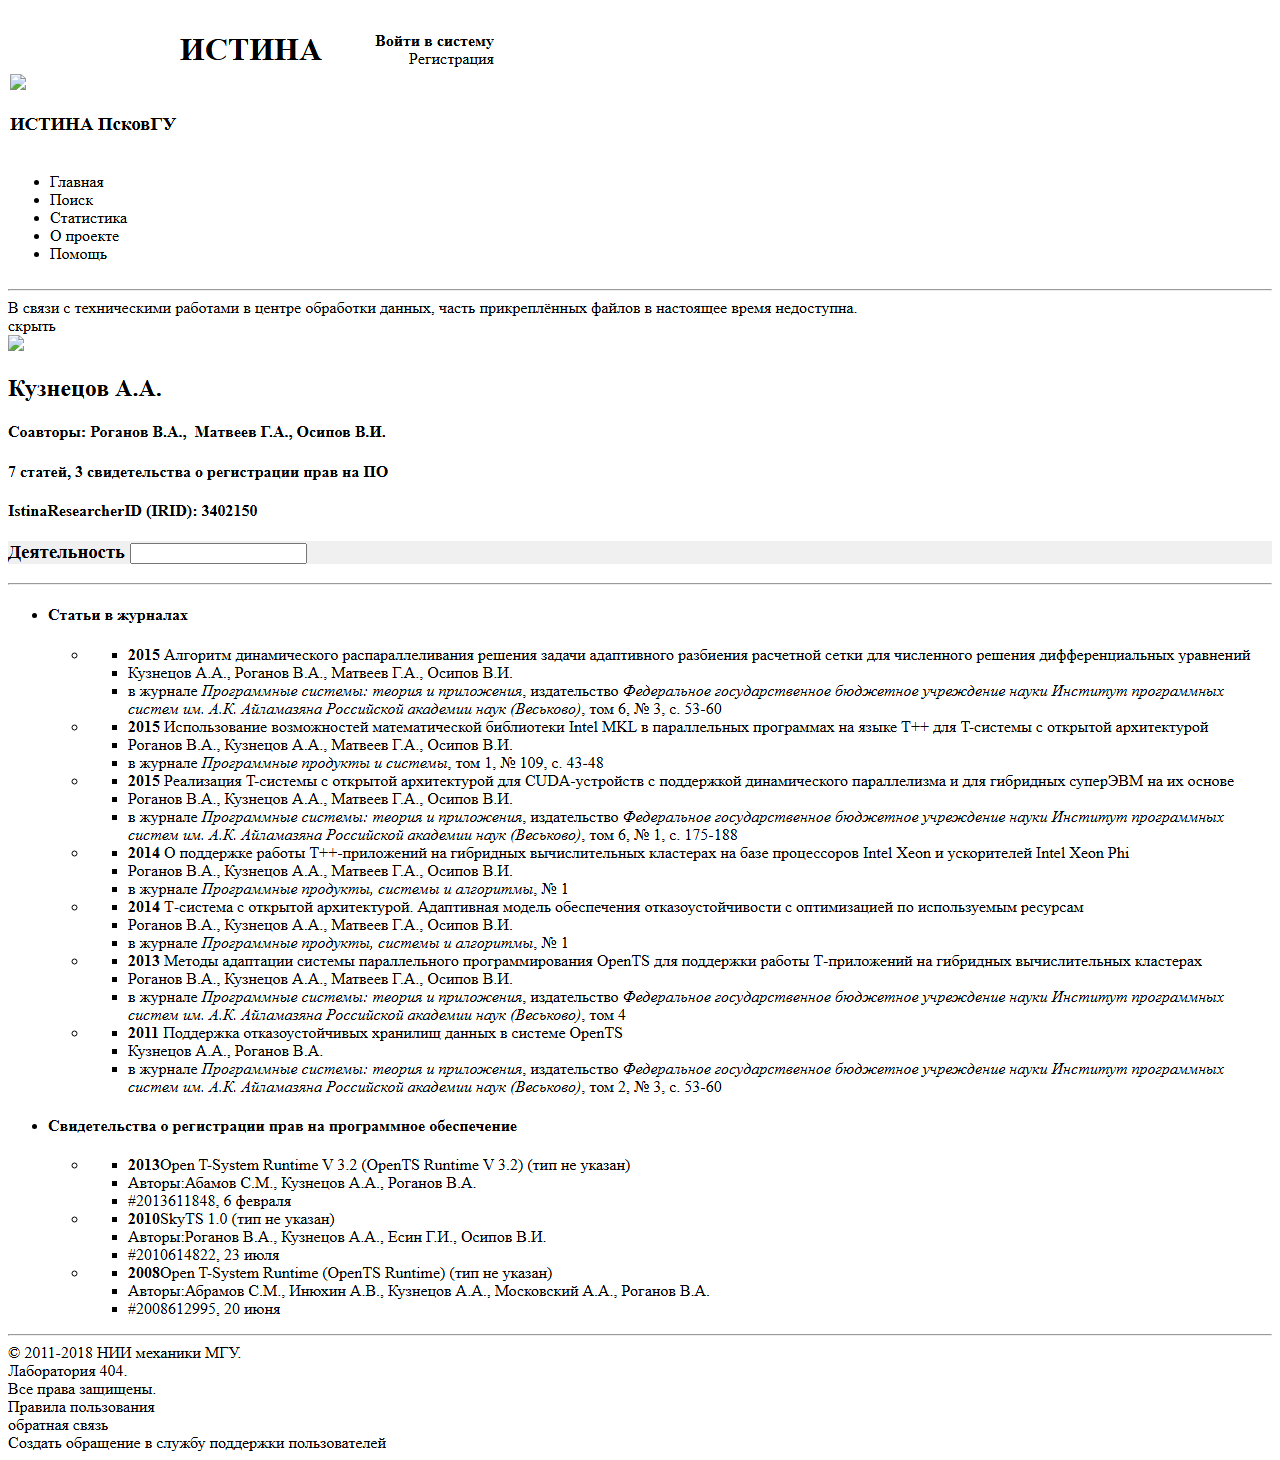 ИСТИНА
Войти в систему
Регистрация
ИСТИНА ПсковГУ
Главная
Поиск
Статистика
О проекте
Помощь
В связи с техническими работами в центре обработки данных, часть прикреплённых файлов в настоящее время недоступна.
скрыть
Кузнецов А.А.
Соавторы: Роганов В.А., Матвеев Г.А., Осипов В.И.
7 статей, 3 свидетельства о регистрации прав на ПО
IstinaResearcherID (IRID): 3402150
Деятельность
Статьи в журналах
2015 Алгоритм динамического распараллеливания решения задачи адаптивного разбиения расчетной сетки для численного решения дифференциальных уравнений
Кузнецов А.А., Роганов В.А., Матвеев Г.А., Осипов В.И.
в журнале Программные системы: теория и приложения, издательство Федеральное государственное бюджетное учреждение науки Институт программных
систем им. А.К. Айламазяна Российской академии наук (Веськово), том 6, № 3, с. 53-60
2015 Использование возможностей математической библиотеки Intel MKL в параллельных программах на языке T++ для Т-системы с открытой архитектурой
Роганов В.А., Кузнецов А.А., Матвеев Г.А., Осипов В.И.
в журнале Программные продукты и системы, том 1, № 109, с. 43-48
2015 Реализация Т-системы с открытой архитектурой для CUDA-устройств с поддержкой динамического параллелизма и для гибридных суперЭВМ на их основе
Роганов В.А., Кузнецов А.А., Матвеев Г.А., Осипов В.И.
в журнале Программные системы: теория и приложения, издательство Федеральное государственное бюджетное учреждение науки Институт программных
систем им. А.К. Айламазяна Российской академии наук (Веськово), том 6, № 1, с. 175-188
2014 О поддержке работы T++-приложений на гибридных вычислительных кластерах на базе процессоров Intel Xeon и ускорителей Intel Xeon Phi
Роганов В.А., Кузнецов А.А., Матвеев Г.А., Осипов В.И.
в журнале Программные продукты, системы и алгоритмы, № 1
2014 Т-система с открытой архитектурой. Адаптивная модель обеспечения отказоустойчивости с оптимизацией по используемым ресурсам
Роганов В.А., Кузнецов А.А., Матвеев Г.А., Осипов В.И.
в журнале Программные продукты, системы и алгоритмы, № 1
2013 Методы адаптации системы параллельного программирования OpenTS для поддержки работы Т-приложений на гибридных вычислительных кластерах
Роганов В.А., Кузнецов А.А., Матвеев Г.А., Осипов В.И.
в журнале Программные системы: теория и приложения, издательство Федеральное государственное бюджетное учреждение науки Институт программных
систем им. А.К. Айламазяна Российской академии наук (Веськово), том 4
2011 Поддержка отказоустойчивых хранилищ данных в системе OpenTS
Кузнецов А.А., Роганов В.А.
в журнале Программные системы: теория и приложения, издательство Федеральное государственное бюджетное учреждение науки Институт программных
систем им. А.К. Айламазяна Российской академии наук (Веськово), том 2, № 3, с. 53-60
Свидетельства о регистрации прав на программное обеспечение
2013Open T-System Runtime V 3.2 (OpenTS Runtime V 3.2) (тип не указан)
Авторы:Абамов С.М., Кузнецов А.А., Роганов В.А.
#2013611848, 6 февраля
2010SkyTS 1.0 (тип не указан)
Авторы:Роганов В.А., Кузнецов А.А., Есин Г.И., Осипов В.И.
#2010614822, 23 июля
2008Open T-System Runtime (OpenTS Runtime) (тип не указан)
Авторы:Абрамов С.М., Инюхин А.В., Кузнецов А.А., Московский А.А., Роганов В.А.
#2008612995, 20 июня
© 2011-2018 НИИ механики МГУ.
Лаборатория 404.
Все права защищены.
Правила пользования
обратная связь
Создать обращение в службу поддержки пользователей